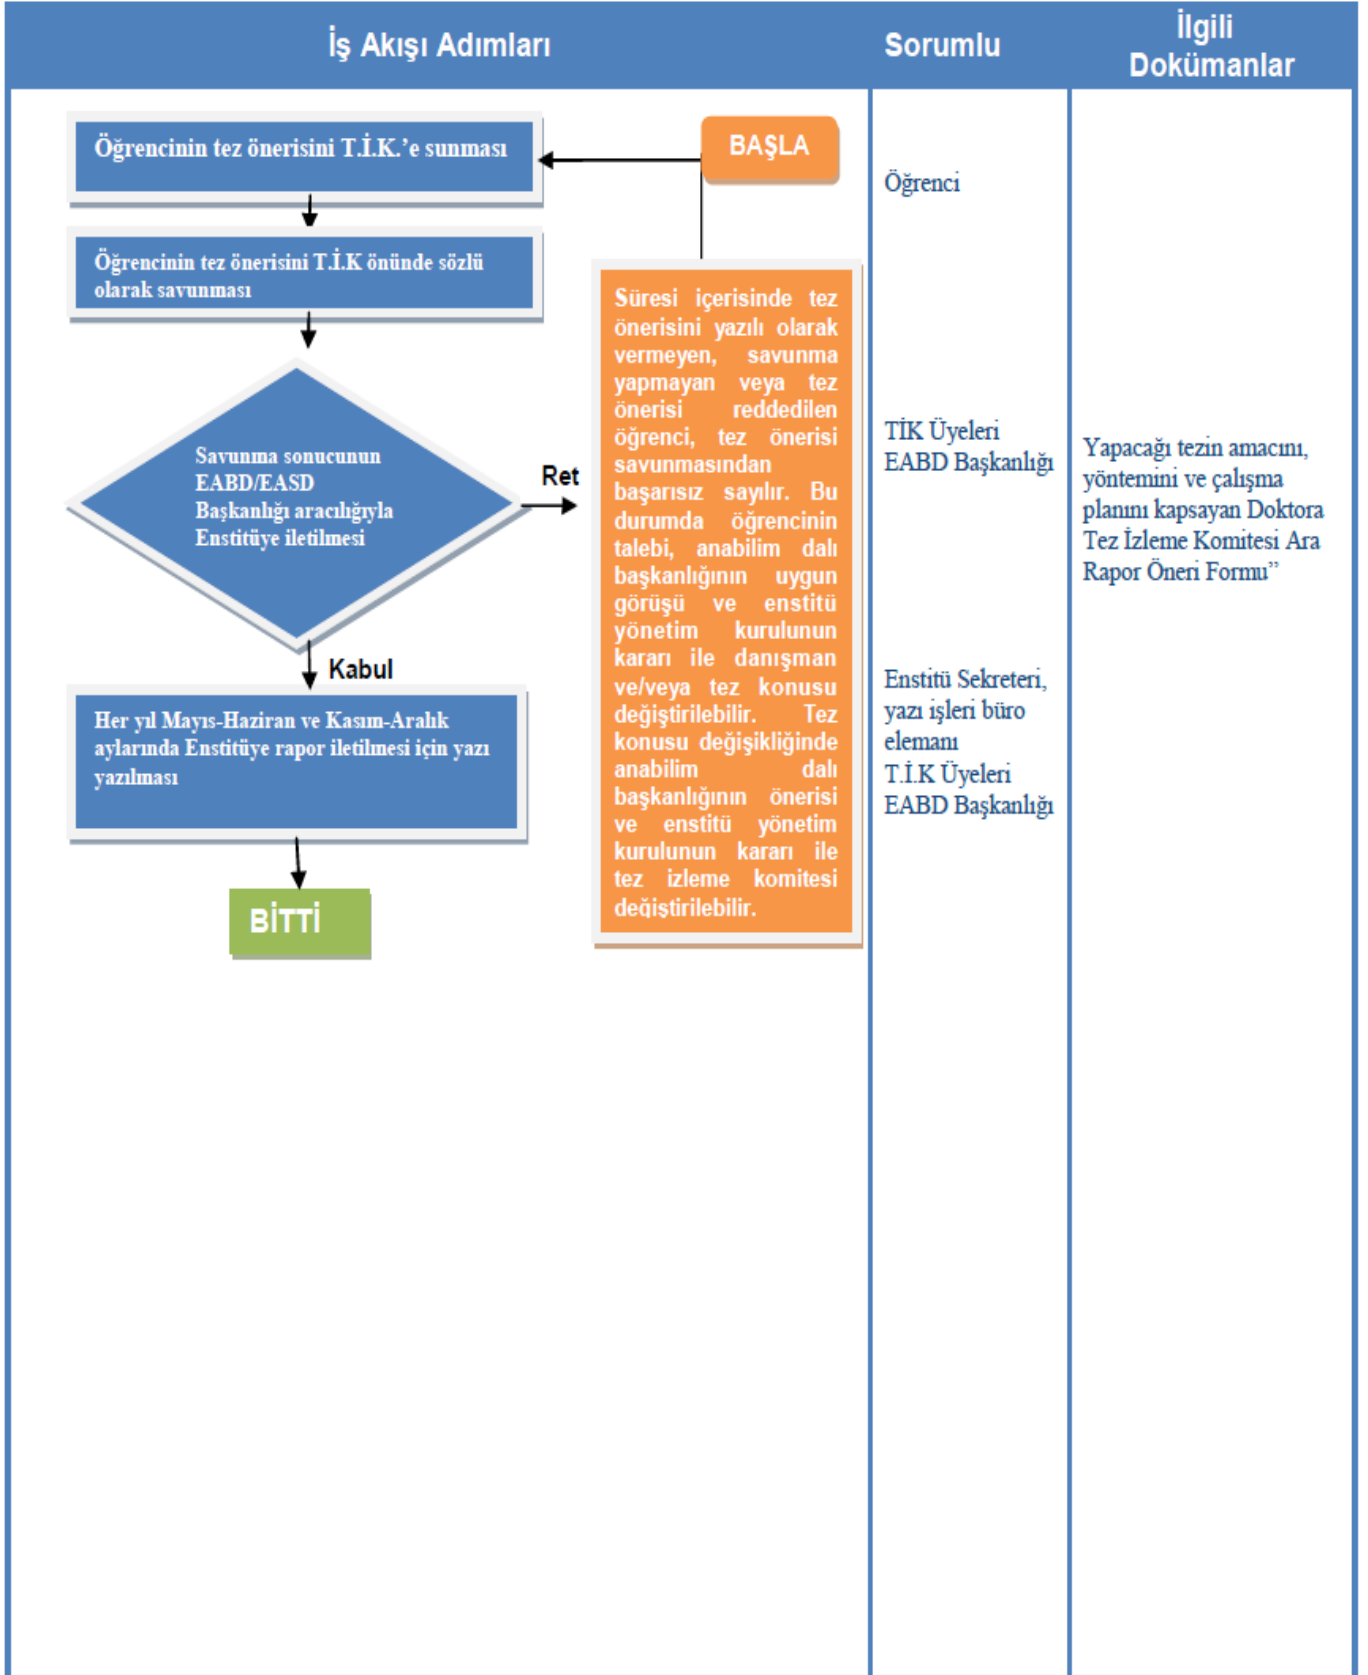 İş Akışı Adımları
Sorumlu
İlgili
Dokümanlar
Öğrencinin tez önerisini T.İ.K.’e sunması
BAŞLA
Öğrencinin tez önerisini T.İ.K önünde sözlü
olarak savunması
Savunma sonucunun
EABD/EASD
Başkanlığı aracılığıyla
Enstitüye iletilmesi
Ret
Kabul
Her yıl Mayıs-Haziran ve Kasım-Aralık
aylarında Enstitüye rapor iletilmesi için yazı
yazılması
BİTTİ
Süresi içerisinde tez
önerisini yazılı olarak
vermeyen, savunma
yapmayan veya tez
önerisi reddedilen
öğrenci, tez önerisi
savunmasından
başarısız sayılır. Bu
durumda öğrencinin
talebi, anabilim dalı
başkanlığının uygun
görüşü ve enstitü
yönetim kurulunun
kararı ile danışman
ve/veya tez konusu
değiştirilebilir. Tez
konusu değişikliğinde
anabilim dalı
başkanlığının önerisi
ve enstitü yönetim
kurulunun kararı ile
tez izleme komitesi
değiştirilebilir.
Öğrenci
TİK Üyeleri
EABD Başkanlığı
Enstitü Sekreteri,
yazı işleri büro
elemanı
T.İ.K Üyeleri
EABD Başkanlığı
Yapacağı tezin amacını,
yöntemini ve çalışma
planını kapsayan Doktora
Tez İzleme Komitesi Ara
Rapor Öneri Formu”